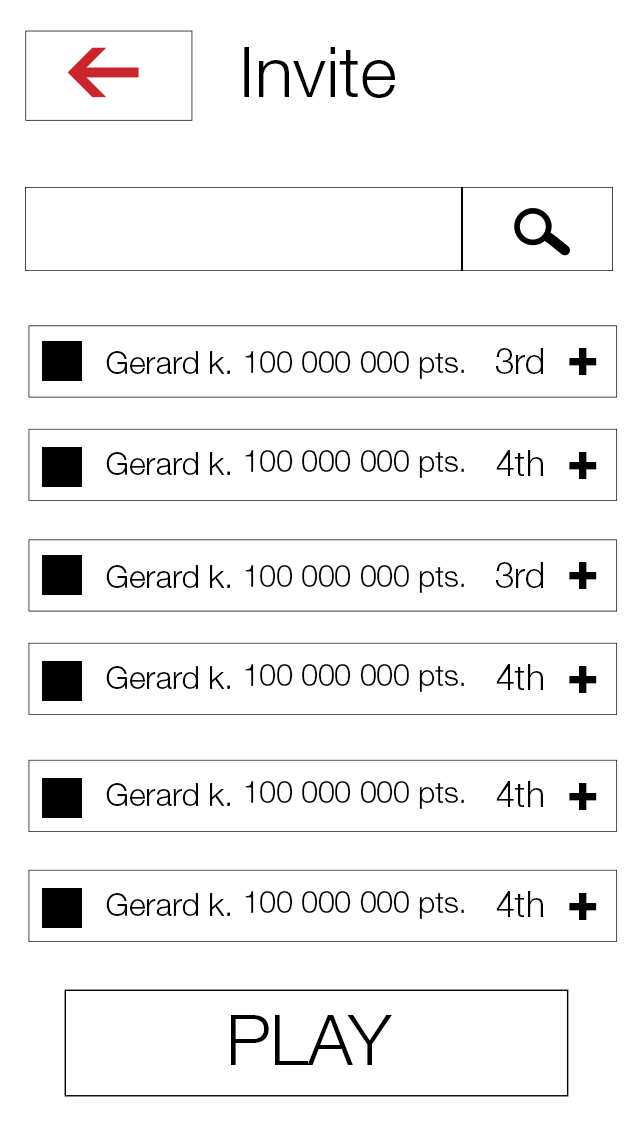 Invite
Gerard k. 100 000 000 pts. 3rd +
Gerard k. 100 000 000 pts. 4th +
Gerard k. 100 000 000 pts. 3rd +
Gerard k. 100 000 000 pts. 4th +
Gerard k. 100 000 000 pts. 4th +
Gerard k. 100 000 000 pts. 4th +
PLAY